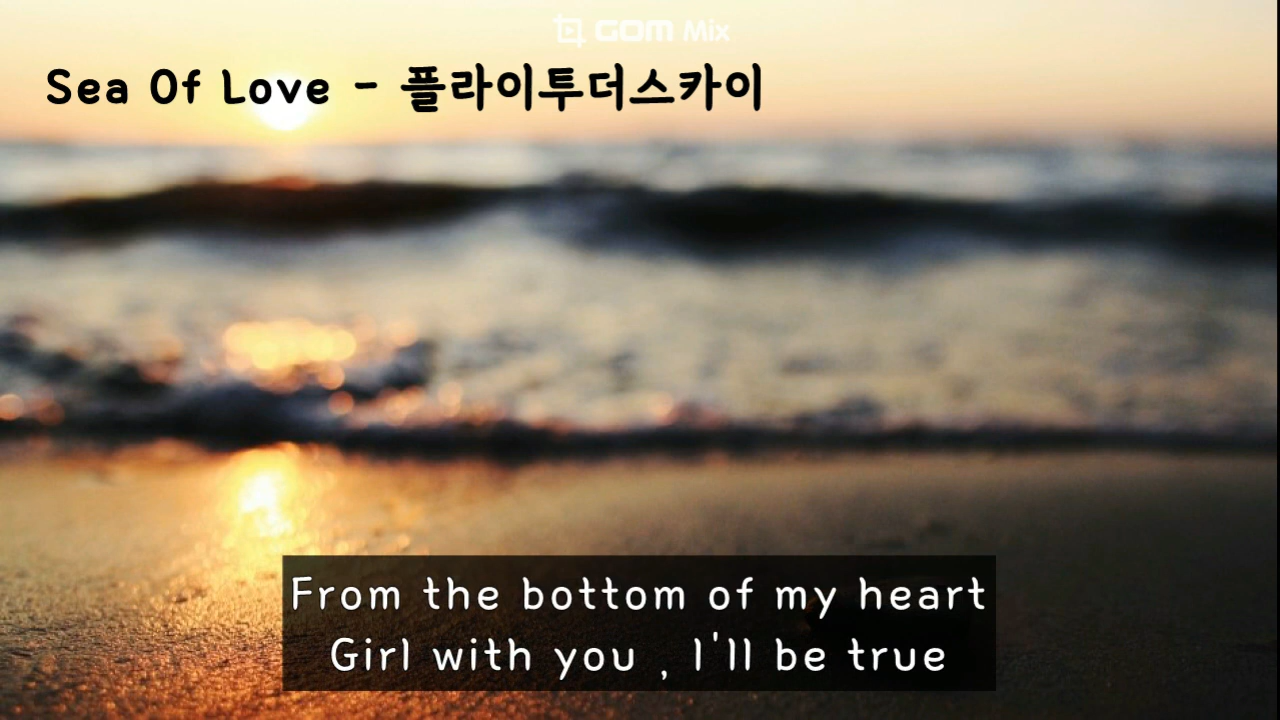 GOM Mix
Sea Of Love - 플라이투더스카이
From the bottom of my heart
Girl with you , I'll be true